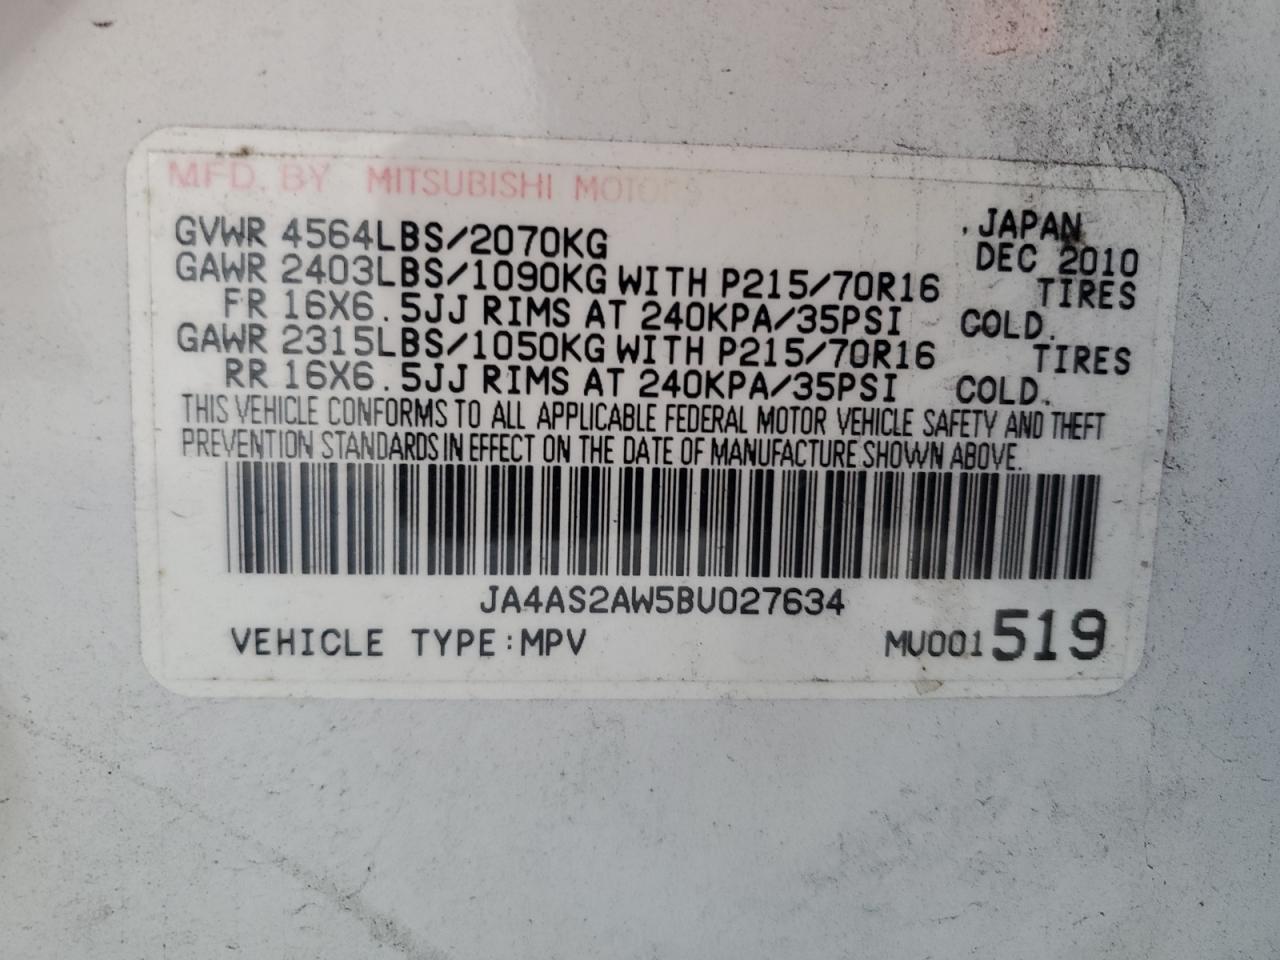 MFD. BY MITSUBISHI MOTORS
JAPAN
GVWR 4564LBS/2070KG DEC 2010
GAWR 2403LBS/1090KG WITH P215/70R16 TIRES
FR 16X6.5JJ RIMS AT 240KPA/35PSI COLD.
GAWR 2315LBS/1050KG WITH P215/70R16 TIRES
RR 16X6.5JJ RIMS AT 240KPA/35PSI COLD.
THIS VEHICLE CONFORMS TO ALL APPLICABLE FEDERAL MOTOR VEHICLE SAFETY AND THEFT
PREVENTION STANDARDS IN EFFECT ON THE DATE OF MANUFACTURE SHOWN ABOVE.
JA4AS2AW5BU027634
VEHICLE TYPE:MPV MU001519